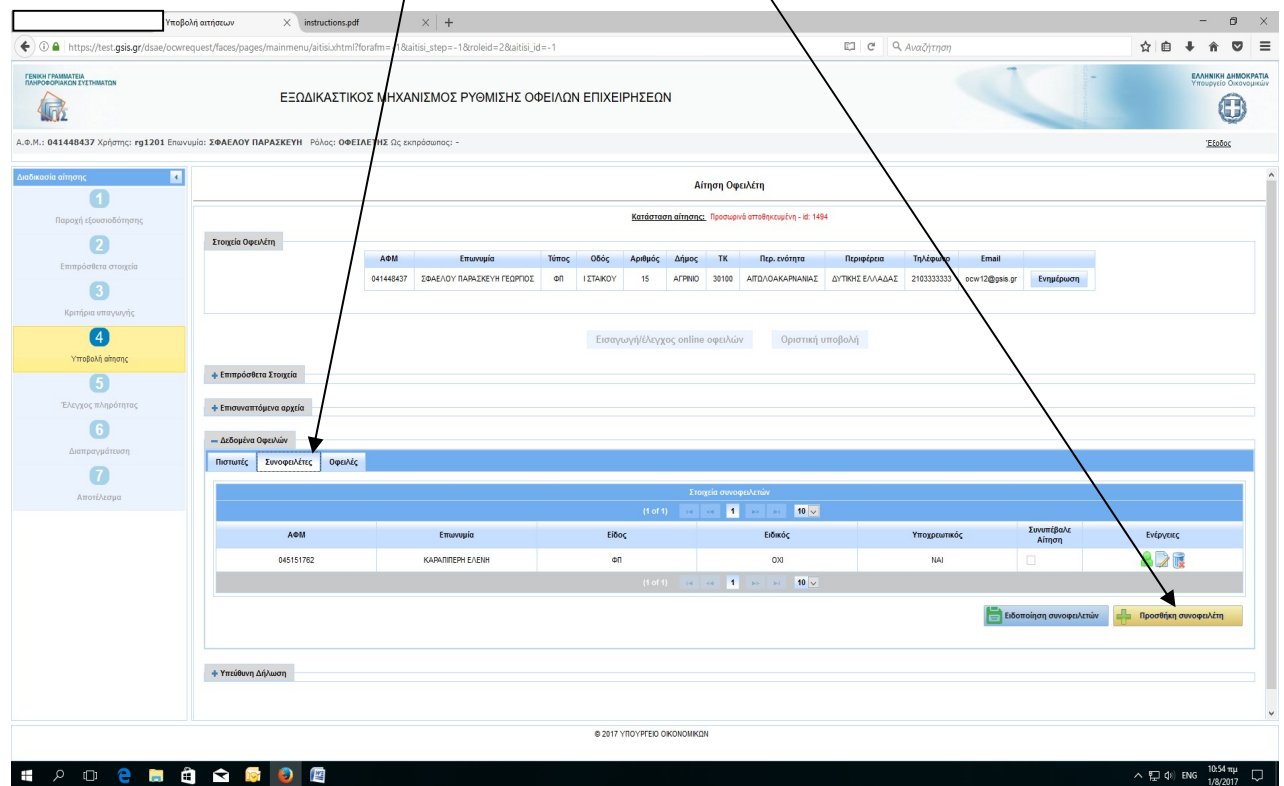 Υποβολή αιτήσεων
instructions.pdf
https://test.gsis.gr/dsae/ocwrequest/faces/pages/mainmenu/aitisi.xhtml?forafm=-1&aitisi_step=-1&roleid=2&aitisi_id=-1
Αναζήτηση
ΓΕΝΙΚΗ ΓΡΑΜΜΑΤΕΙΑ
ΠΛΗΡΟΦΟΡΙΑΚΩΝ ΣΥΣΤΗΜΑΤΩΝ
ΕΞΩΔΙΚΑΣΤΙΚΟΣ ΜΗΧΑΝΙΣΜΟΣ ΡΥΘΜΙΣΗΣ ΟΦΕΙΛΩΝ ΕΠΙΧΕΙΡΗΣΕΩΝ
ΕΛΛΗΝΙΚΗ ΔΗΜΟΚΡΑΤΙΑ
Υπουργείο Οικονομικών
Α.Φ.Μ.: 041448437 Χρήστης: rg1201 Επωνυμία: ΣΦΑΕΛΟΥ ΠΑΡΑΣΚΕΥΗ Ρόλος: ΟΦΕΙΛΕΤΗΣ Ως εκπρόσωπος: -
Έξοδος
Διαδικασία αίτησης
1
Παροχή εξουσιοδότησης
2
Επιπρόσθετα στοιχεία
3
Κριτήρια υπαγωγής
4
Υποβολή αίτησης
5
Έλεγχος πληρότητας
6
Διαπραγμάτευση
7
Αποτέλεσμα
Αίτηση Οφειλέτη
Κατάσταση αίτησης: Προσωρινά αποθηκευμένη - id: 1494
Στοιχεία Οφειλέτη
ΑΦΜ Επωνυμία Τύπος Οδός Αριθμός Δήμος ΤΚ Περ. ενότητα Περιφέρεια Τηλέφωνο Email
041448437 ΣΦΑΕΛΟΥ ΠΑΡΑΣΚΕΥΗ ΓΕΩΡΓΙΟΣ ΦΠ Ι ΣΤΑΙΚΟΥ 15 ΑΓΡΙΝΙΟ 30100 ΑΙΤΩΛΟΑΚΑΡΝΑΝΙΑΣ ΔΥΤΙΚΗΣ ΕΛΛΑΔΑΣ 2103333333 ocw12@gsis.gr Ενημέρωση
Εισαγωγή/έλεγχος online οφειλών Οριστική υποβολή
Επιπρόσθετα Στοιχεία
Επισυναπτόμενα αρχεία
Δεδομένα Οφειλών
Πιστωτές Συνοφειλέτες Οφειλές
Στοιχεία συνοφειλετών
(1 of 1) 1 10
ΑΦΜ Επωνυμία Είδος Ειδικός Υποχρεωτικός Συνυπέβαλε Αίτηση Ενέργειες
045151762 ΚΑΡΑΠΙΠΕΡΗ ΕΛΕΝΗ ΦΠ ΟΧΙ ΝΑΙ
(1 of 1) 1 10
Ειδοποίηση συνοφειλετών Προσθήκη συνοφειλέτη
Υπεύθυνη Δήλωση
© 2017 ΥΠΟΥΡΓΕΙΟ ΟΙΚΟΝΟΜΙΚΩΝ
ENG
10:54 πμ
1/8/2017